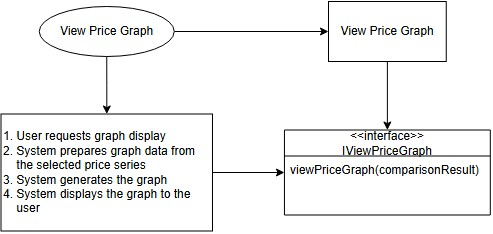 View Price Graph
View Price Graph
1. User requests graph display
2. System prepares graph data from
the selected price series
3. System generates the graph
4. System displays the graph to the
user
<<interface>>
IViewPriceGraph
viewPriceGraph(comparisonResult)